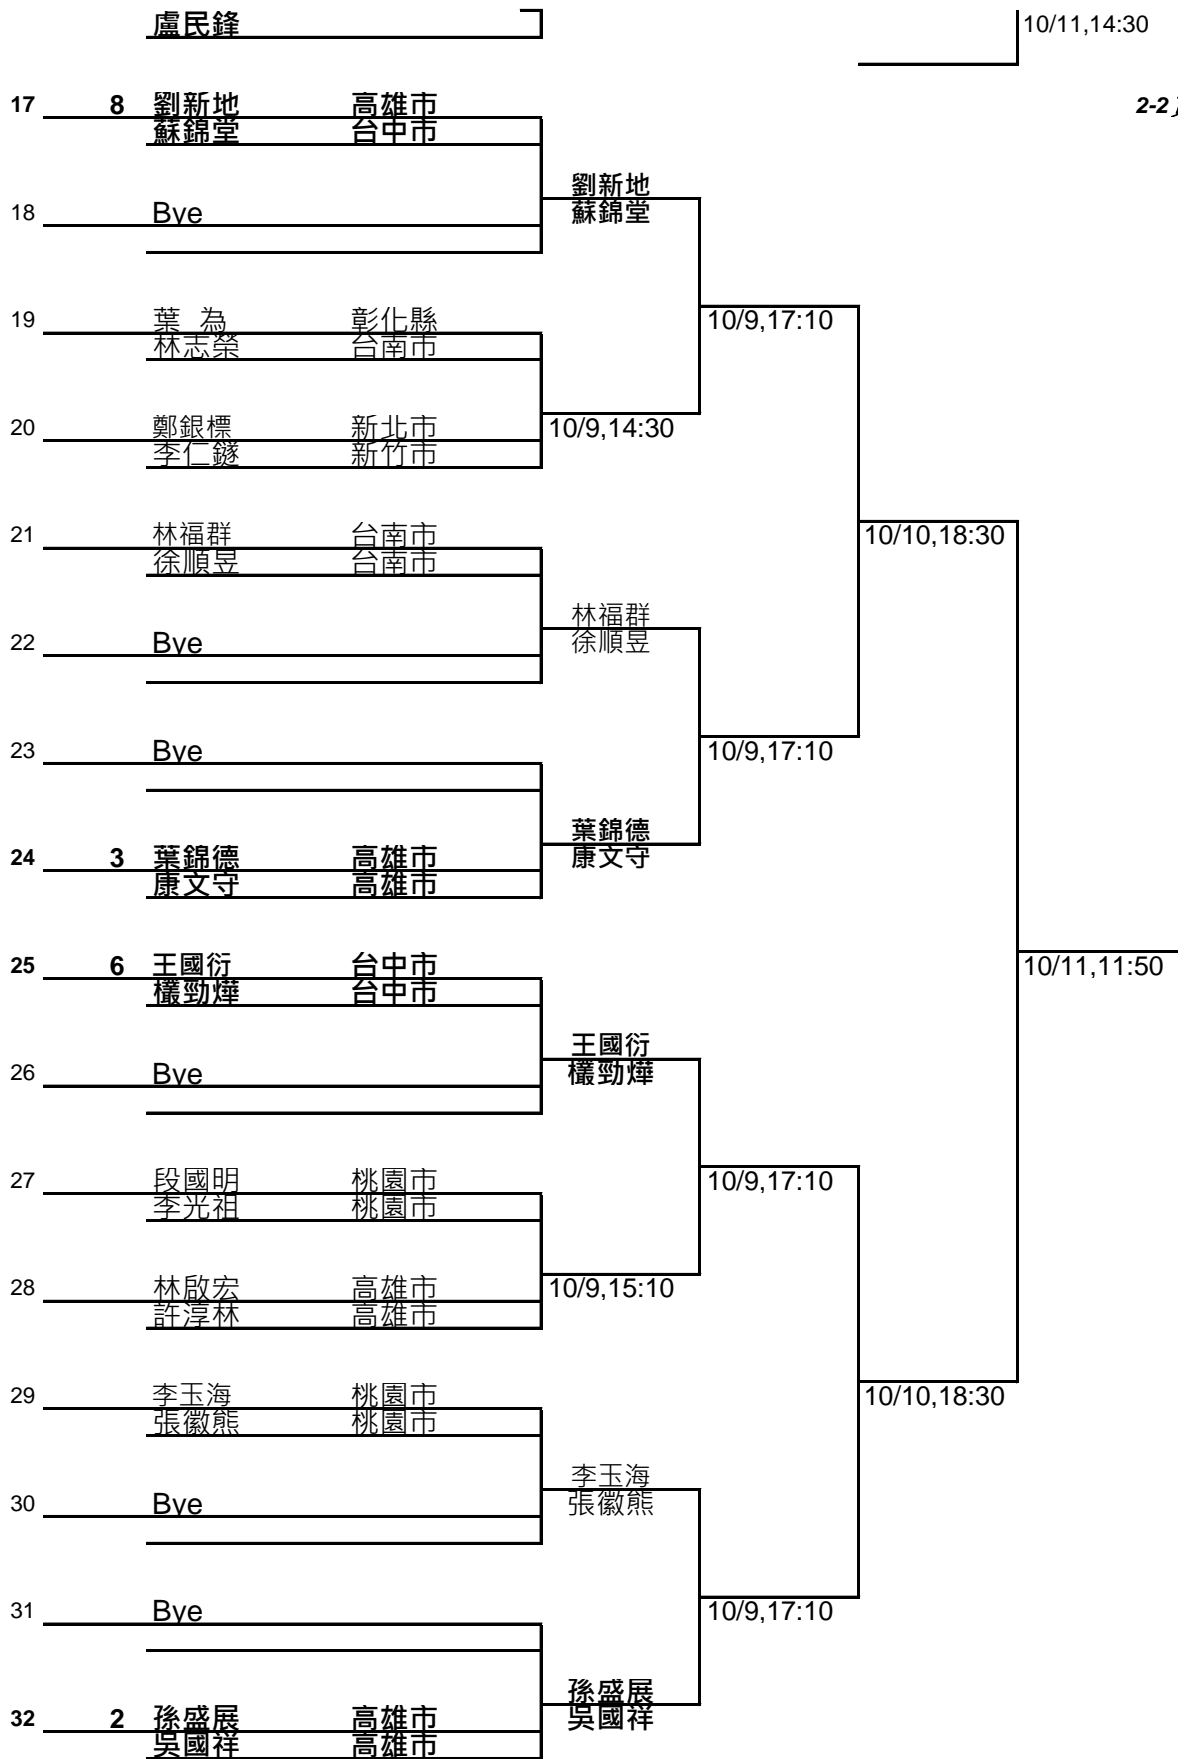 盧民鋒
10/11,14:30
17 8 劉新地 高雄市
蘇錦堂 台中市
2-2
劉新地
蘇錦堂
18 Bye
19 葉 為 彰化縣
林志榮 台南市
10/9,17:10
20 鄭銀標 新北市
李仁鐩 新竹市
10/9,14:30
21 林福群 台南市
徐順昱 台南市
10/10,18:30
林福群
徐順昱
22 Bye
23 Bye
10/9,17:10
葉錦德
康文守
24 3 葉錦德 高雄市
康文守 高雄市
25 6 王國衍 台中市
欉勁燁 台中市
10/11,11:50
王國衍
欉勁燁
26 Bye
27 段國明 桃園市
李光祖 桃園市
10/9,17:10
28 林啟宏 高雄市
許淳林 高雄市
10/9,15:10
29 李玉海 桃園市
張徽熊 桃園市
10/10,18:30
李玉海
張徽熊
30 Bye
31 Bye
10/9,17:10
孫盛展
吳國祥
32 2 孫盛展 高雄市
吳國祥 高雄市